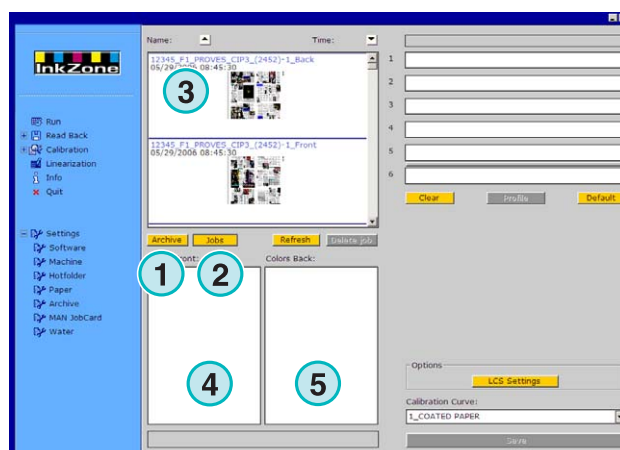 InkZone
Run
Read Back
Calibration
Linearization
Info
Quit
Settings
Software
Machine
Hotfolder
Paper
Archive
MAN JobCard
Water
Name:
Time:
12345_F1_PROVES_CIP3_(2452)-1_Back
05/29/2006 08:45:30
3
12345_F1_PROVES_CIP3_(2452)-1_Front
05/29/2006 08:45:30
Archive
Jobs
Refresh
Delete job
1
2
ront:
Colors Back:
4
5
1
2
3
4
5
6
Clear
Profile
Default
Options
LCS Settings
Calibration Curve:
1_COATED PAPER
Save